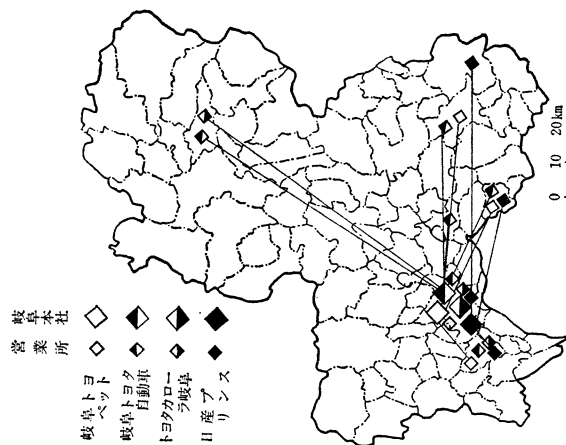 岐阜本社
営業所
岐阜トヨ
ペット
岐阜トヨタ
自動車
トヨタカロー
ラ岐阜
日産プ
リンス
0 10 20km